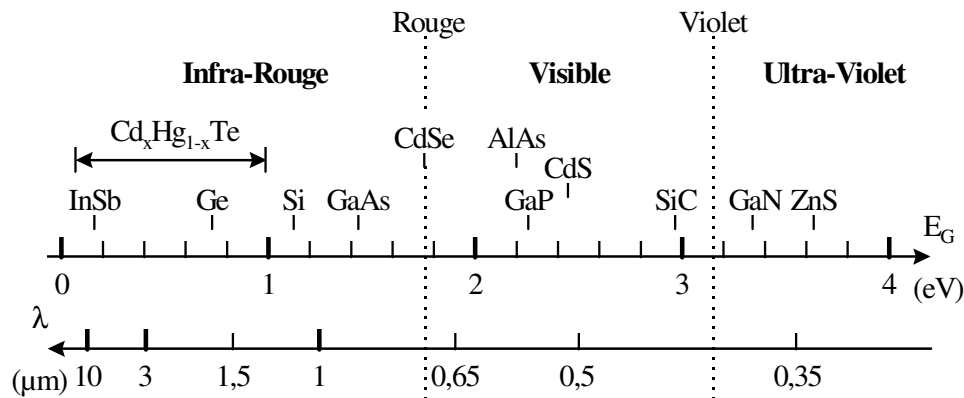 Rouge Violet
Infra-Rouge Visible Ultra-Violet
CdₓHg₁₋ₓTe CdSe AlAs
CdS
InSb Ge Si GaAs GaP SiC GaN ZnS
E_G
0 1 2 3 4 (eV)
λ
(µm) 10 3 1,5 1 0,65 0,5 0,35